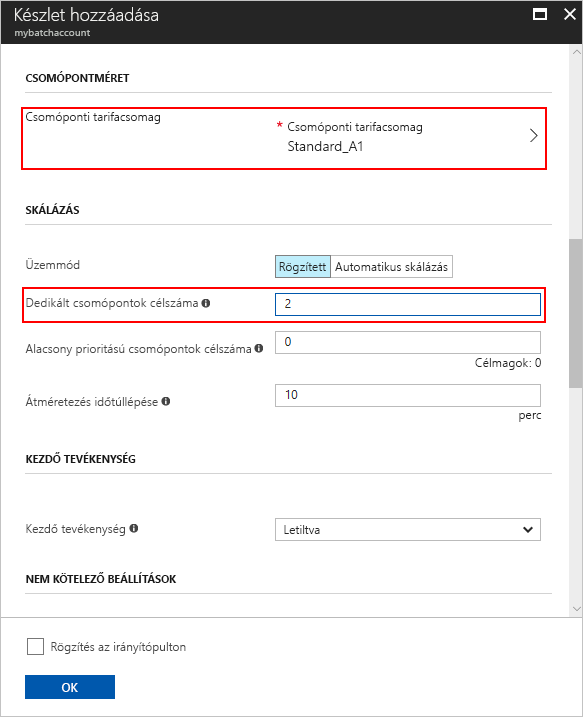 Készlet hozzáadása
mybatchaccount
CSOMÓPONTMÉRET
Csomóponti tarifacsomag
* Csomóponti tarifacsomag
Standard_A1
SKÁLÁZÁS
Üzemmód Rögzített Automatikus skálázás
Dedikált csomópontok célszáma 2
Alacsony prioritású csomópontok célszáma 0
Célmagok: 0
Átméretezés időtúllépése 10
perc
KEZDŐ TEVÉKENYSÉG
Kezdő tevékenység Letiltva
NEM KÖTELEZŐ BEÁLLÍTÁSOK
Rögzítés az irányítópulton
OK